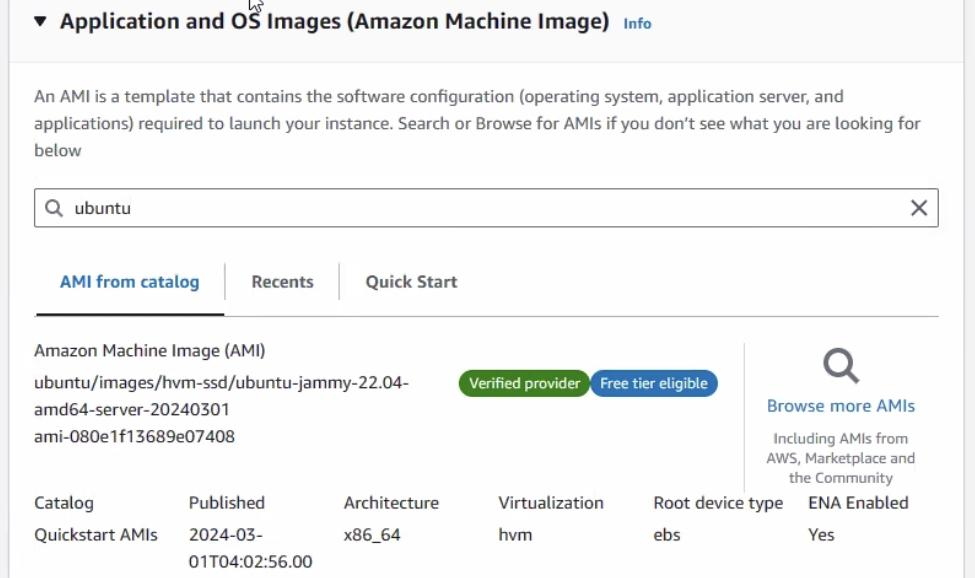 Application and OS Images (Amazon Machine Image) Info
An AMI is a template that contains the software configuration (operating system, application server, and
applications) required to launch your instance. Search or Browse for AMIs if you don't see what you are looking for
below
ubuntu
AMI from catalog Recents Quick Start
Amazon Machine Image (AMI)
ubuntu/images/hvm-ssd/ubuntu-jammy-22.04-
amd64-server-20240301
ami-080e1f13689e07408
Verified provider Free tier eligible
Browse more AMIs
Including AMIs from
AWS, Marketplace and
the Community
Catalog Published Architecture Virtualization Root device type ENA Enabled
Quickstart AMIs 2024-03- x86_64 hvm ebs Yes
01T04:02:56.00